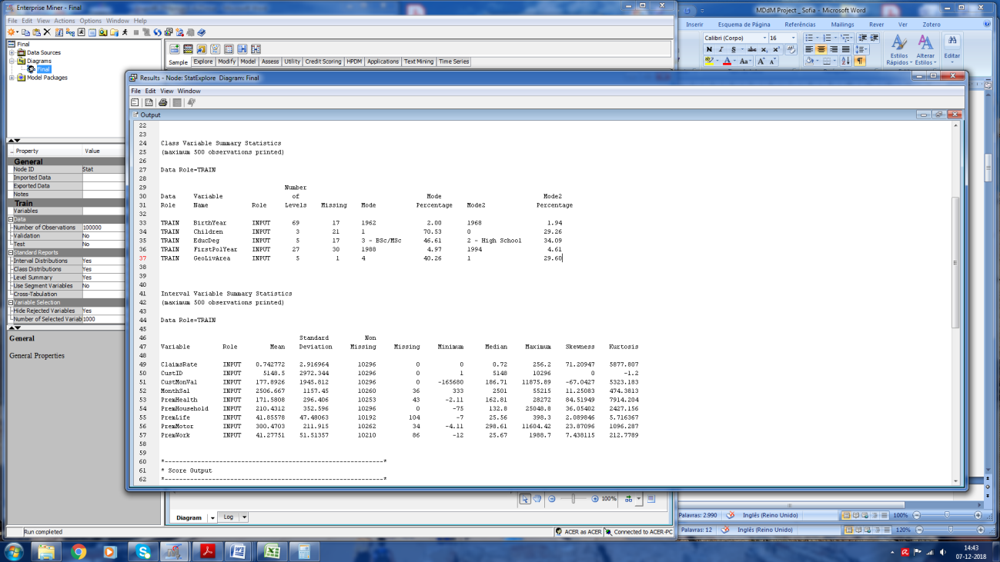 Enterprise Miner - Final
File Edit View Actions Options Window Help
Final
Data Sources
Diagrams
Final
Model Packages
Sample Explore Modify Model Assess Utility Credit Scoring HPDM Applications Text Mining Time Series
.. Property Value
General
Node ID Stat
Imported Data
Exported Data
Notes
Train
Variables
Data
Number of Observations 100000
Validation No
Test No
Standard Reports
Interval Distributions Yes
Class Distributions Yes
Level Summary Yes
Use Segment Variables No
Cross-Tabulation
Variable Selection
Hide Rejected Variables Yes
Number of Selected Variab 1000
General
General Properties
MDdM Project _ Sofia - Microsoft Word
Inserir Esquema de Página Referências Mailings Rever Ver Zotero
Calibri (Corpo) 16
Estilos Rápidos
Alterar Estilos
Editar
Results - Node: StatExplore Diagram: Final
File Edit View Window
Output
22
23
24 Class Variable Summary Statistics
25 (maximum 500 observations printed)
26
27 Data Role=TRAIN
28
29 Number
30 Data Variable of Mode Mode2
31 Role Name Role Levels Missing Mode Percentage Mode2 Percentage
32
33 TRAIN BirthYear INPUT 69 17 1962 2.00 1968 1.94
34 TRAIN Children INPUT 3 21 1 70.53 0 29.26
35 TRAIN EducDeg INPUT 5 17 3 - BSc/MSc 46.61 2 - High School 34.09
36 TRAIN FirstPolYear INPUT 27 30 1988 4.97 1994 4.61
37 TRAIN GeoLivArea INPUT 5 1 4 40.26 1 29.60
38
39
40
41 Interval Variable Summary Statistics
42 (maximum 500 observations printed)
43
44 Data Role=TRAIN
45
46 Standard Non
47 Variable Role Mean Deviation Missing Missing Minimum Median Maximum Skewness Kurtosis
48
49 ClaimsRate INPUT 0.742772 2.916964 10296 0 0 0.72 256.2 71.20947 5877.807
50 CustID INPUT 5148.5 2972.344 10296 0 1 5148 10296 0 -1.2
51 CustMonVal INPUT 177.8926 1945.812 10296 0 -165680 186.71 11875.89 -67.0427 5323.183
52 MonthSal INPUT 2506.667 1157.45 10260 36 333 2501 55215 11.25083 474.3813
53 PremHealth INPUT 171.5808 296.406 10253 43 -2.11 162.81 28272 84.51949 7914.204
54 PremHousehold INPUT 210.4312 352.596 10296 0 -75 132.8 25048.8 36.05402 2427.156
55 PremLife INPUT 41.85578 47.48063 10192 104 -7 25.56 398.3 2.089846 5.716367
56 PremMotor INPUT 300.4703 211.915 10262 34 -4.11 298.61 11604.42 23.87096 1096.287
57 PremWork INPUT 41.27751 51.51357 10210 86 -12 25.67 1988.7 7.438115 212.7789
58
59
60 *------------------------------------------------------------*
61 * Score Output
62 *------------------------------------------------------------*
100%
Diagram Log
Run completed
ACER as ACER Connected to ACER-PC
Palavras: 2.990 Inglês (Reino Unido) 100%
Palavras: 12 Inglês (Reino Unido) 120%
14:43
07-12-2018